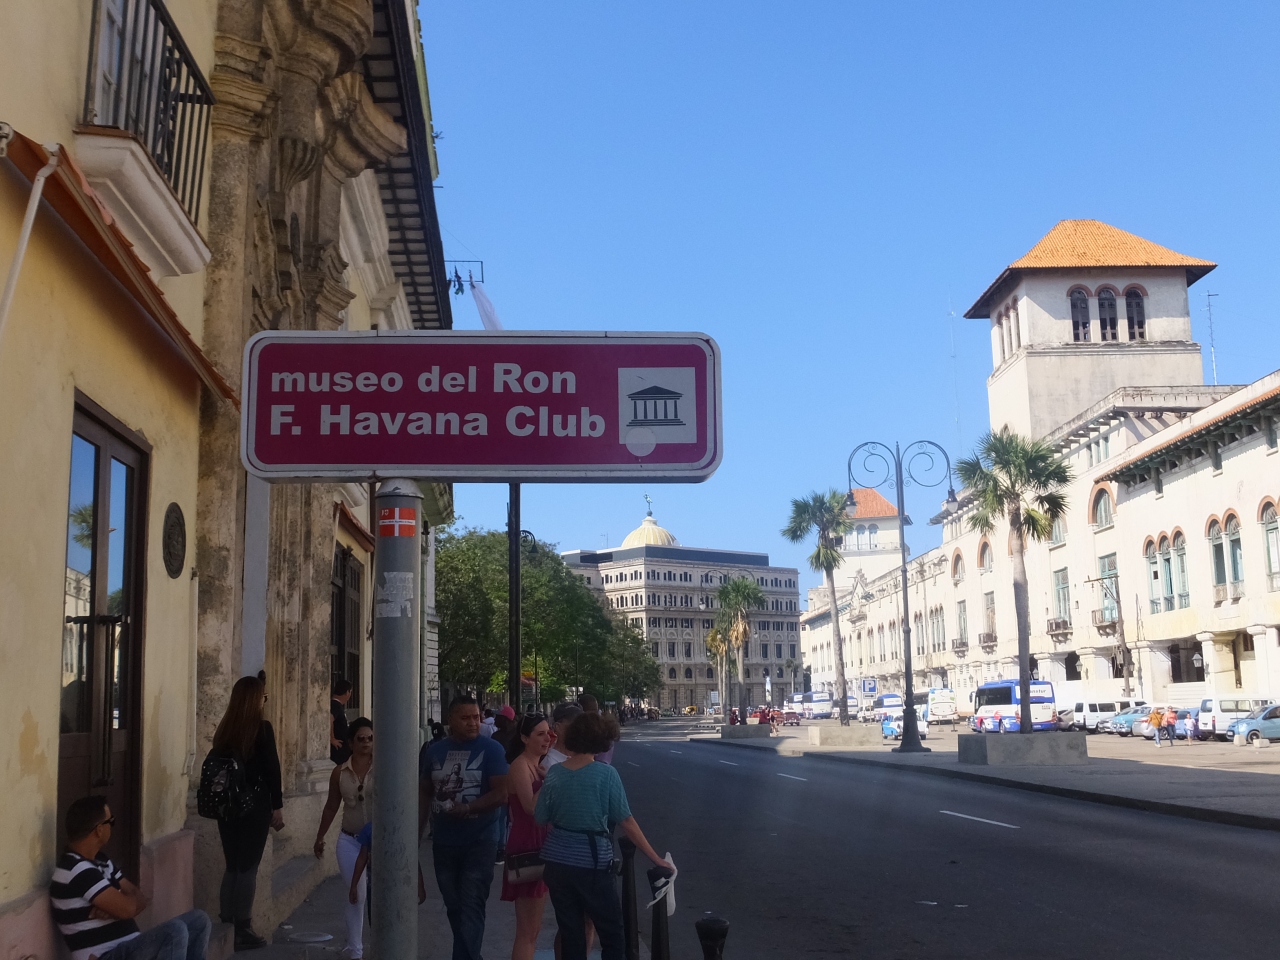 museo del Ron
F. Havana Club